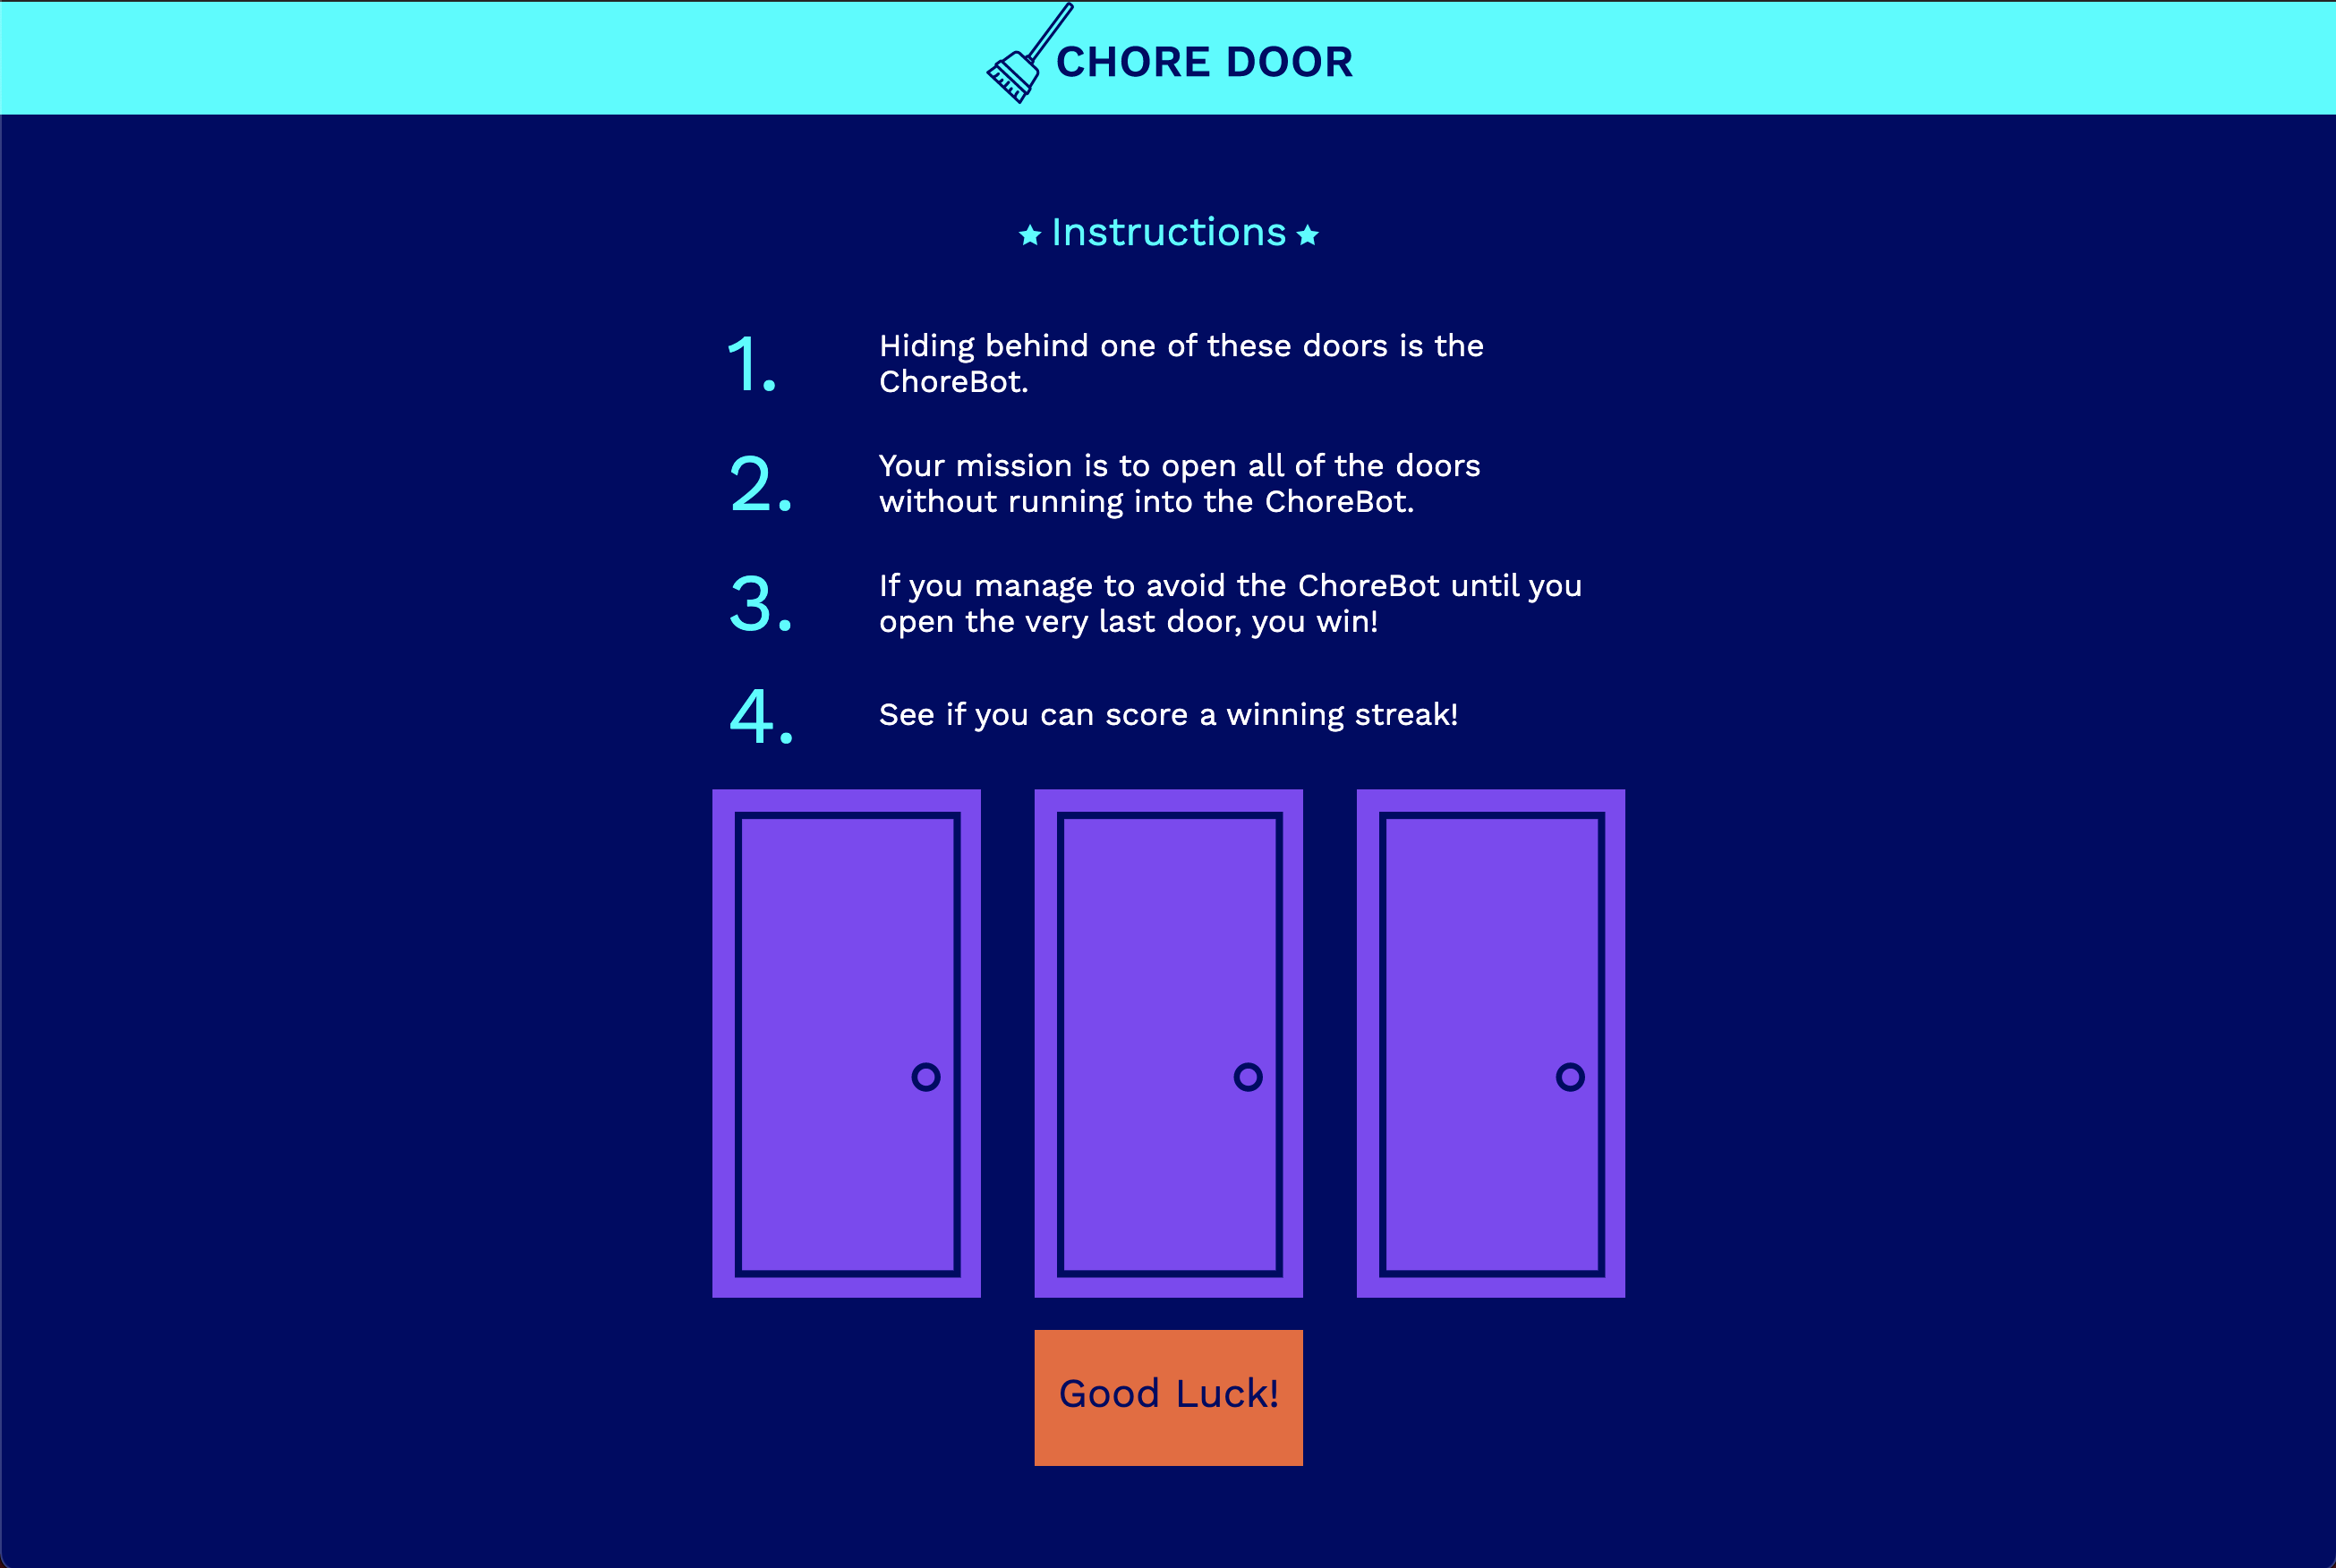 CHORE DOOR
Instructions
1.
Hiding behind one of these doors is the
ChoreBot.
2.
Your mission is to open all of the doors
without running into the ChoreBot.
3.
If you manage to avoid the ChoreBot until you
open the very last door, you win!
4.
See if you can score a winning streak!
Good Luck!